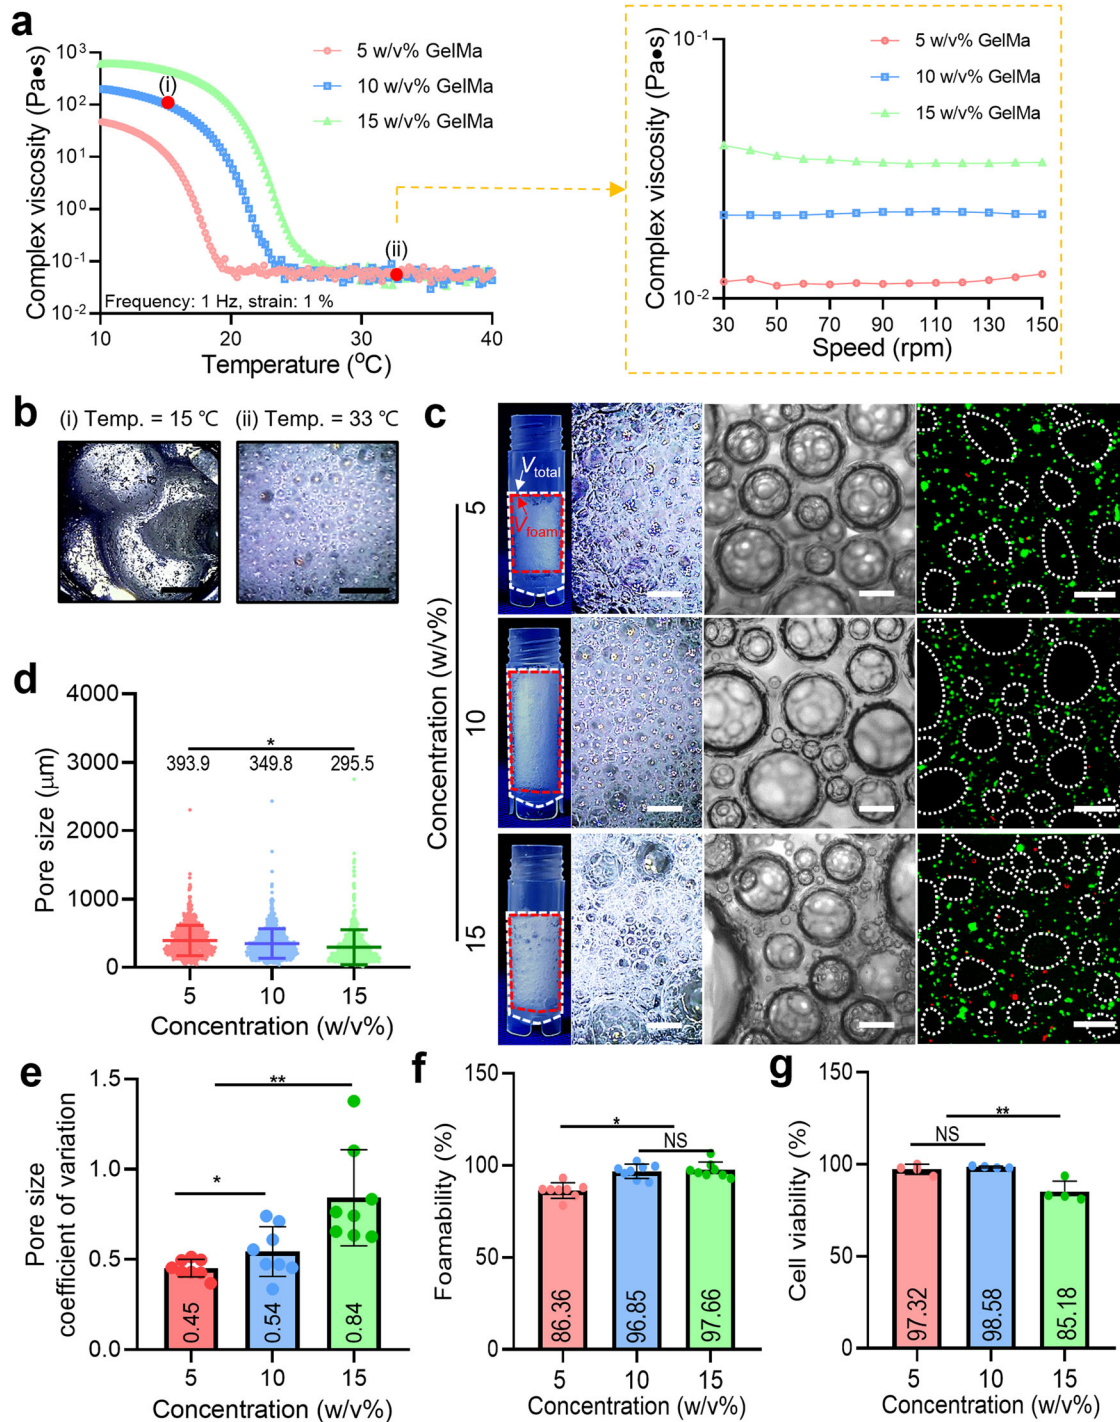 a
Complex viscosity (Pa•s)
10³
10²
10¹
10⁰
10⁻¹
10⁻²
(i)
(ii)
5 w/v% GelMa
10 w/v% GelMa
15 w/v% GelMa
Frequency: 1 Hz, strain: 1 %
10 20 30 40
Temperature (°C)
Complex viscosity (Pa•s)
10⁻¹
10⁻²
5 w/v% GelMa
10 w/v% GelMa
15 w/v% GelMa
30 50 70 90 110 130 150
Speed (rpm)
b
(i) Temp. = 15 ℃
(ii) Temp. = 33 ℃
c
Concentration (w/v%)
5
10
15
V total
V foam
d
Pore size (μm)
4000
3000
2000
1000
0
*
393.9 349.8 295.5
5 10 15
Concentration (w/v%)
e
Pore size
coefficient of variation
1.5
1.0
0.5
0.0
**
*
0.45 0.54 0.84
5 10 15
Concentration (w/v%)
f
Foamability (%)
150
100
50
0
*
NS
86.36 96.85 97.66
5 10 15
Concentration (w/v%)
g
Cell viability (%)
150
100
50
0
**
NS
97.32 98.58 85.18
5 10 15
Concentration (w/v%)